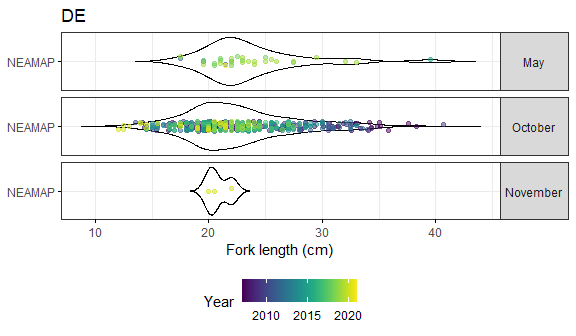 DE
NEAMAP May
NEAMAP October
NEAMAP November
10 20 30 40
Fork length (cm)
Year
2010 2015 2020